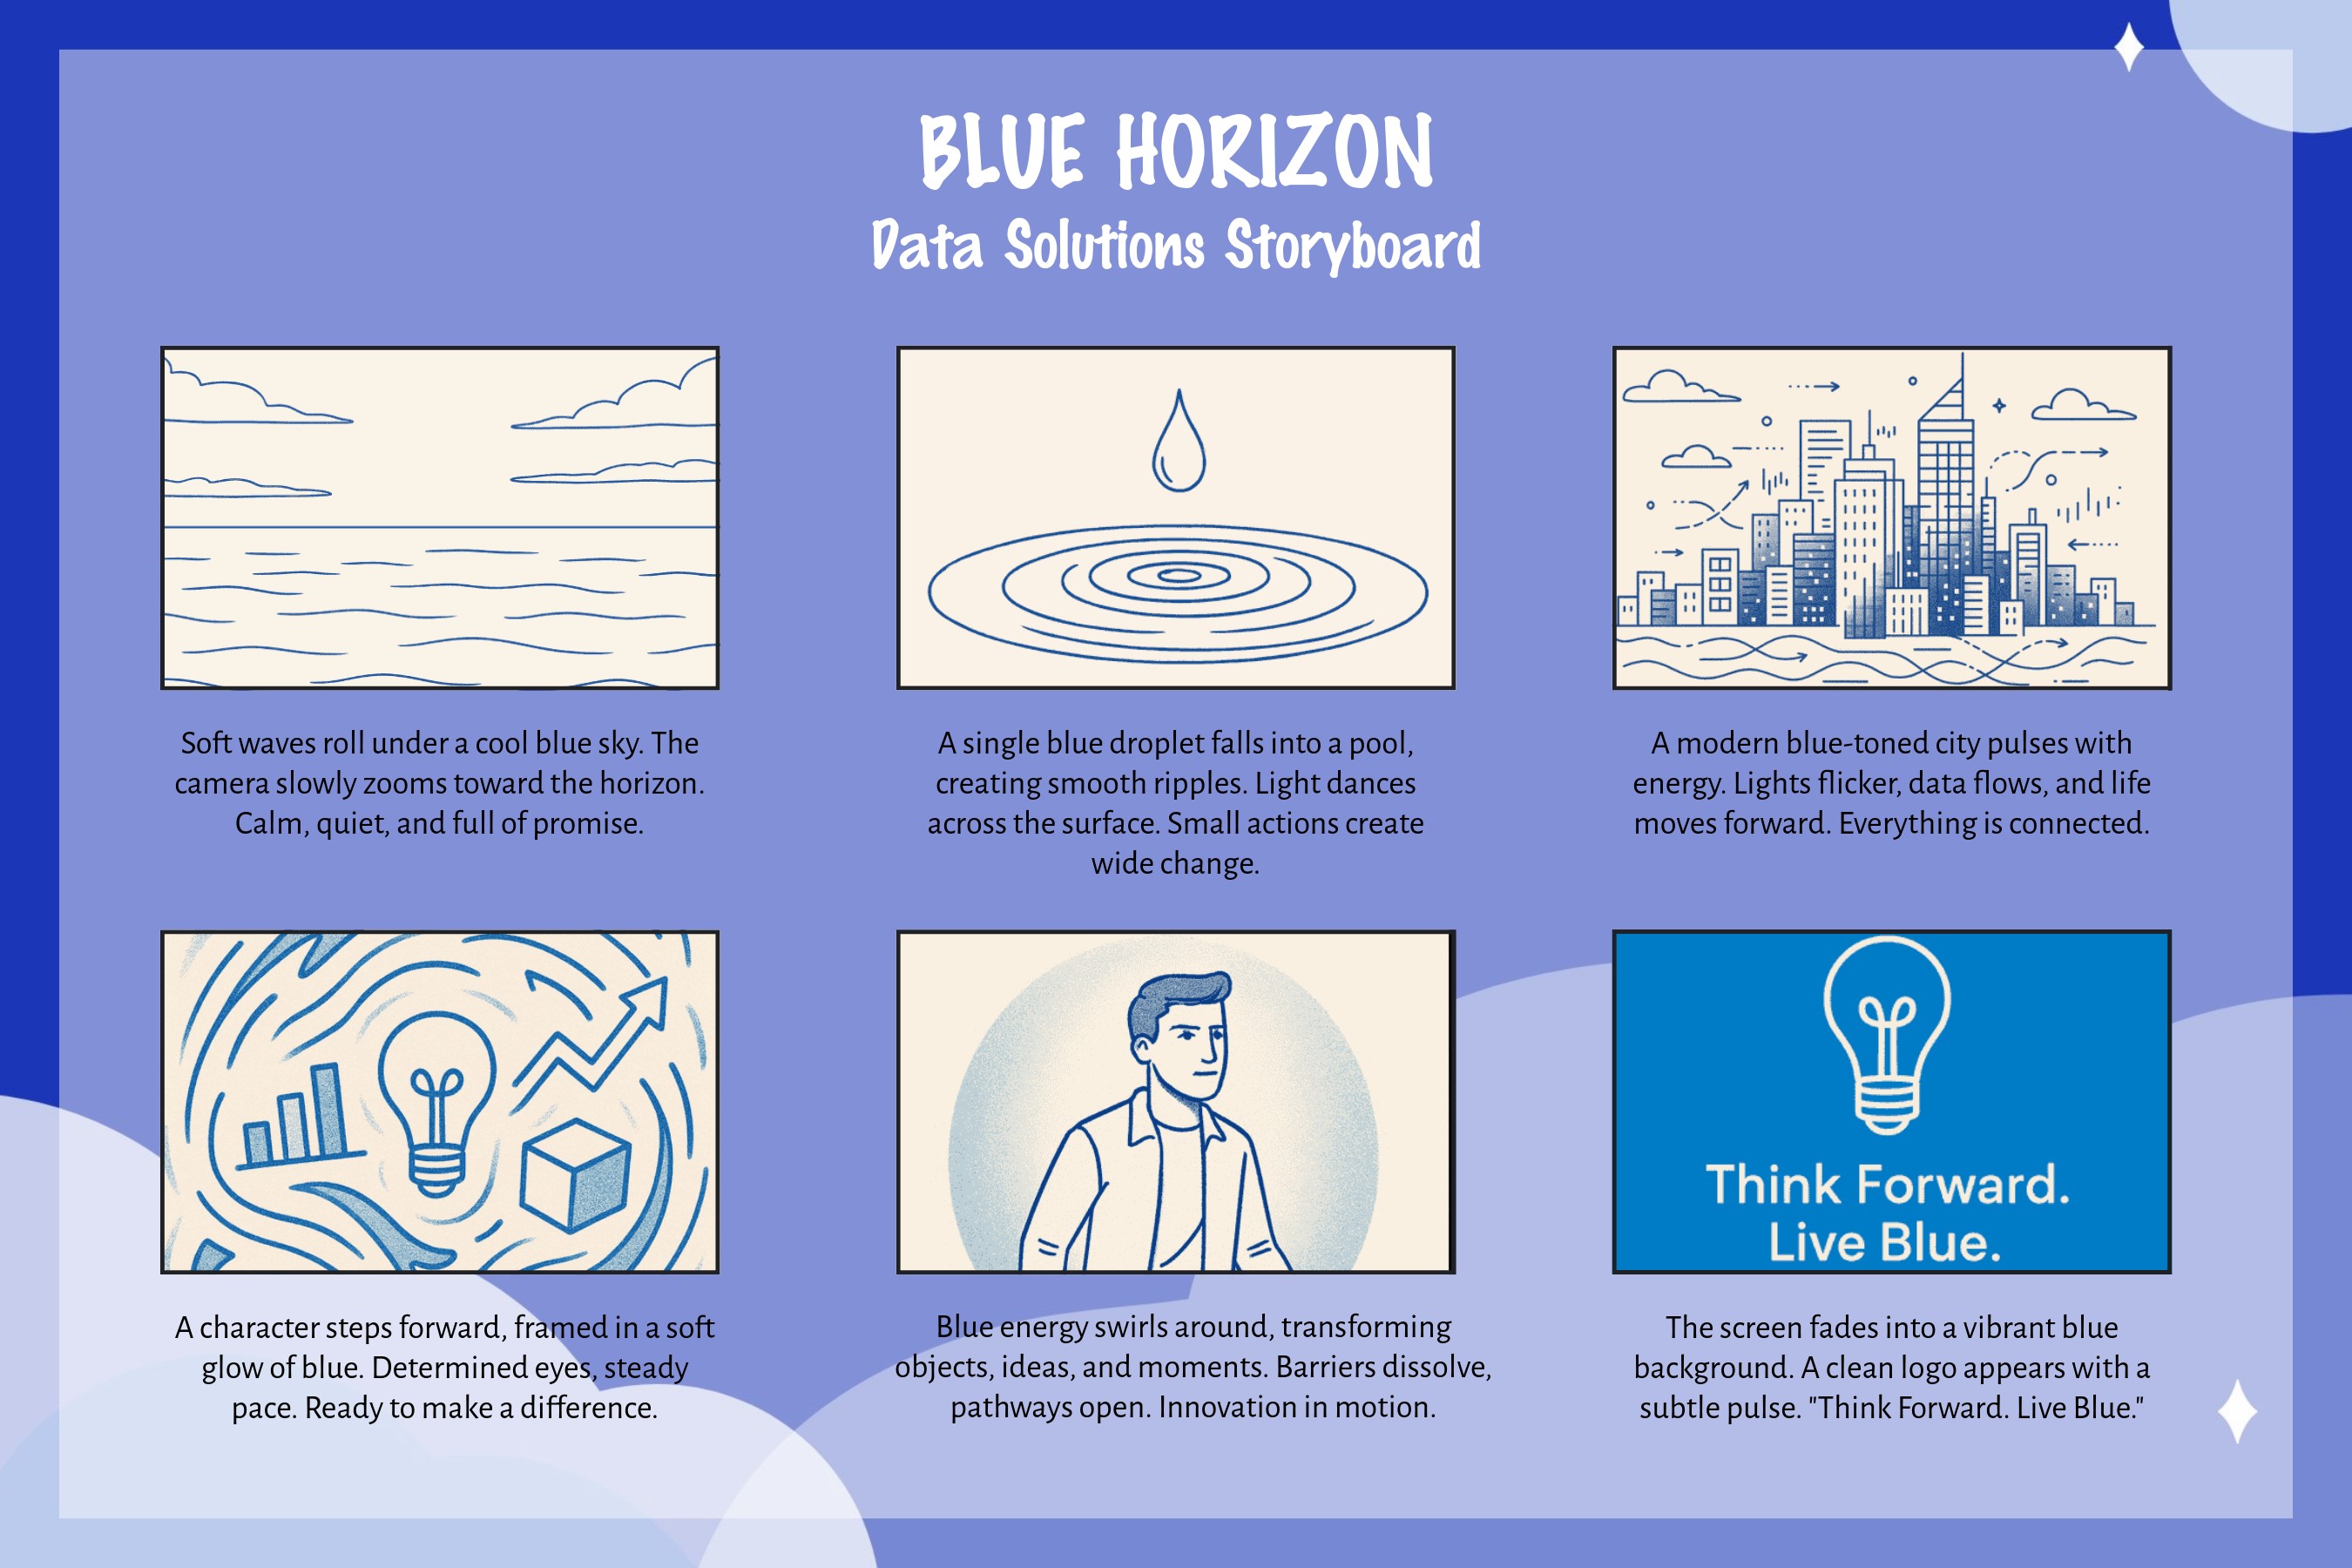 BLUE HORIZON
Data Solutions Storyboard
Soft waves roll under a cool blue sky. The
camera slowly zooms toward the horizon.
Calm, quiet, and full of promise.
A single blue droplet falls into a pool,
creating smooth ripples. Light dances
across the surface. Small actions create
wide change.
A modern blue-toned city pulses with
energy. Lights flicker, data flows, and life
moves forward. Everything is connected.
A character steps forward, framed in a soft
glow of blue. Determined eyes, steady
pace. Ready to make a difference.
Blue energy swirls around, transforming
objects, ideas, and moments. Barriers dissolve,
pathways open. Innovation in motion.
Think Forward.
Live Blue.
The screen fades into a vibrant blue
background. A clean logo appears with a
subtle pulse. "Think Forward. Live Blue."